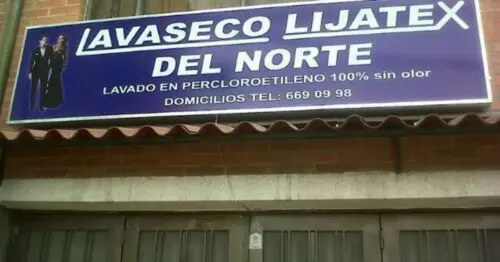 LAVASECO LIJATEX
DEL NORTE
LAVADO EN PERCLOROETILENO 100% sin olor
DOMICILIOS TEL: 669 09 98